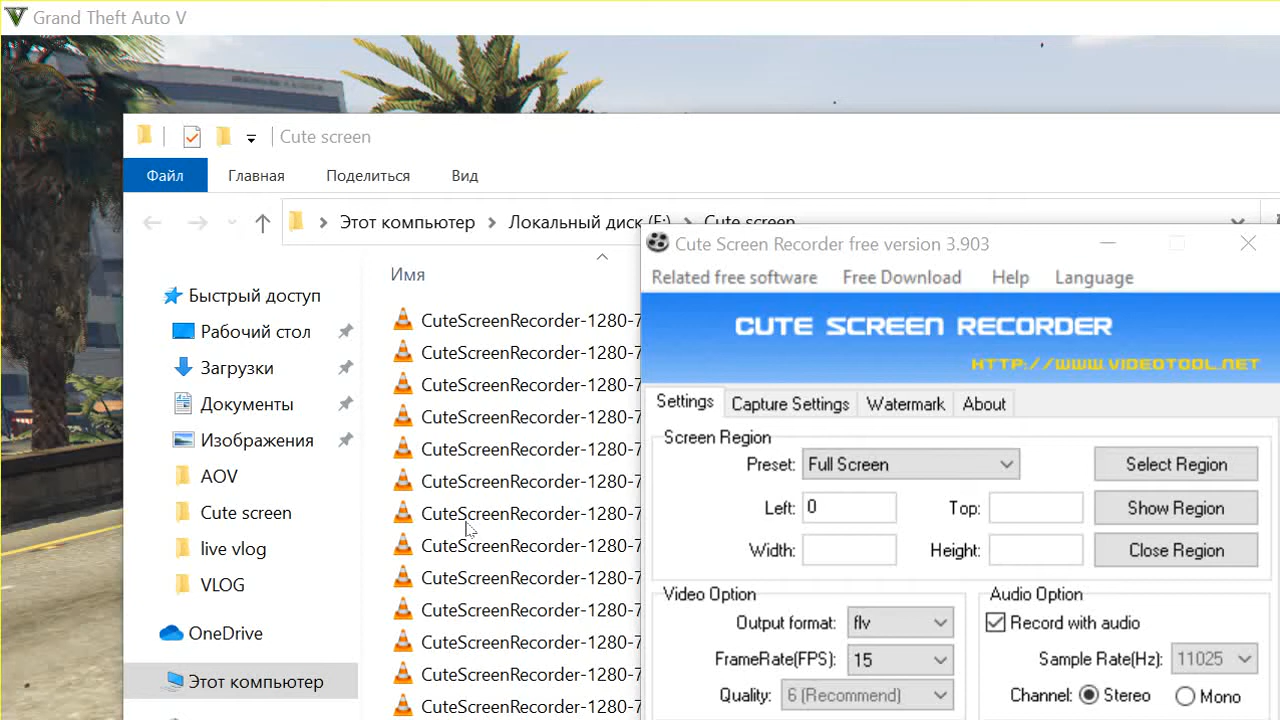 Grand Theft Auto V
Cute screen
Файл Главная Поделиться Вид
Этот компьютер Локальный диск (E:) Cute screen
Имя
Быстрый доступ
Рабочий стол
Загрузки
Документы
Изображения
AOV
Cute screen
live vlog
VLOG
OneDrive
Этот компьютер
CuteScreenRecorder-1280-7
CuteScreenRecorder-1280-7
CuteScreenRecorder-1280-7
CuteScreenRecorder-1280-7
CuteScreenRecorder-1280-7
CuteScreenRecorder-1280-7
CuteScreenRecorder-1280-7
CuteScreenRecorder-1280-7
CuteScreenRecorder-1280-7
CuteScreenRecorder-1280-7
CuteScreenRecorder-1280-7
CuteScreenRecorder-1280-7
CuteScreenRecorder-1280-7
Cute Screen Recorder free version 3.903
Related free software Free Download Help Language
CUTE SCREEN RECORDER
HTTP://WWW.VIDEOTOOL.NET
Settings Capture Settings Watermark About
Screen Region
Preset: Full Screen Select Region
Left: 0 Top: Show Region
Width: Height: Close Region
Video Option
Output format: flv
FrameRate(FPS): 15
Quality: 6 (Recommend)
Audio Option
Record with audio
Sample Rate(Hz): 11025
Channel: Stereo Mono